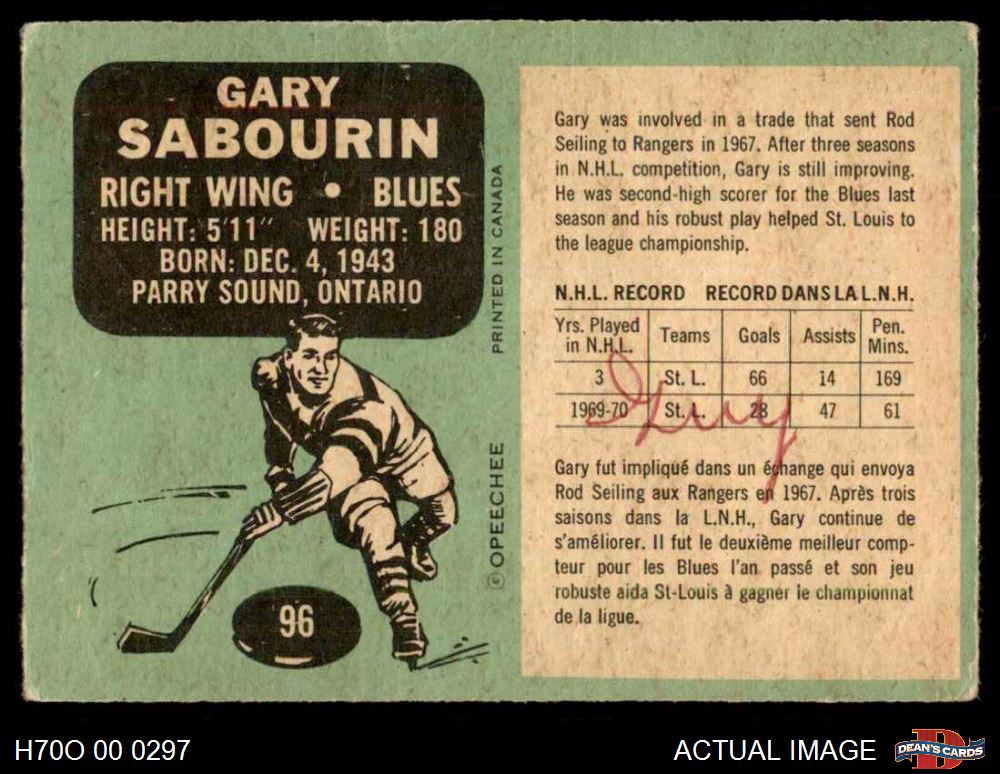 GARY
SABOURIN
RIGHT WING • BLUES
HEIGHT: 5'11" WEIGHT: 180
BORN: DEC. 4, 1943
PARRY SOUND, ONTARIO
96
© OPEECHEE PRINTED IN CANADA
Gary was involved in a trade that sent Rod
Seiling to Rangers in 1967. After three seasons
in N.H.L. competition, Gary is still improving.
He was second-high scorer for the Blues last
season and his robust play helped St. Louis to
the league championship.
N.H.L. RECORD RECORD DANS LA L.N.H.
Yrs. Played in N.H.L. Teams Goals Assists Pen. Mins.
3 St. L. 66 14 169
1969-70 St. L. 28 47 61
Guy
Gary fut impliqué dans un échange qui envoya
Rod Seiling aux Rangers en 1967. Après trois
saisons dans la L.N.H., Gary continue de
s'améliorer. Il fut le deuxième meilleur comp-
teur pour les Blues l'an passé et son jeu
robuste aida St-Louis à gagner le championnat
de la ligue.
H70O 00 0297
ACTUAL IMAGE
D
DEAN'S CARDS